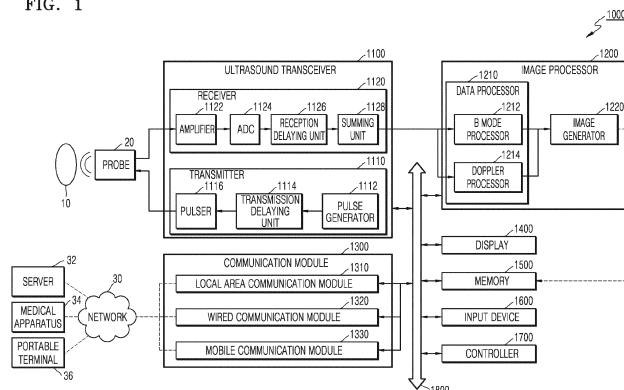 FIG. 1
1000
1100
ULTRASOUND TRANSCEIVER
1120
RECEIVER
1122
1124
1126
1128
AMPLIFIER
ADC
RECEPTION
DELAYING UNIT
SUMMING
UNIT
20
PROBE
10
1110
TRANSMITTER
1116
1114
1112
PULSER
TRANSMISSION
DELAYING
UNIT
PULSE
GENERATOR
1200
IMAGE PROCESSOR
1210
DATA PROCESSOR
1212
B MODE
PROCESSOR
1220
IMAGE
GENERATOR
1214
DOPPLER
PROCESSOR
1300
COMMUNICATION MODULE
1310
LOCAL AREA COMMUNICATION MODULE
1320
WIRED COMMUNICATION MODULE
1330
MOBILE COMMUNICATION MODULE
32
SERVER
34
MEDICAL
APPARATUS
PORTABLE
TERMINAL
36
30
NETWORK
1400
DISPLAY
1500
MEMORY
1600
INPUT DEVICE
1700
CONTROLLER
1800